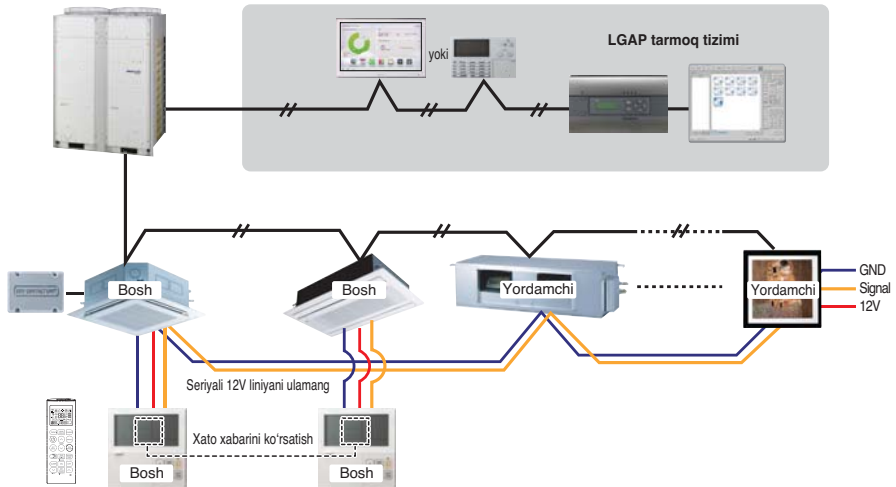 LGAP tarmoq tizimi
yoki
Bosh
Bosh
Yordamchi
Yordamchi
GND
Signal
12V
Seriyali 12V liniyani ulamang
Xato xabarini ko‘rsatish
Bosh
Bosh